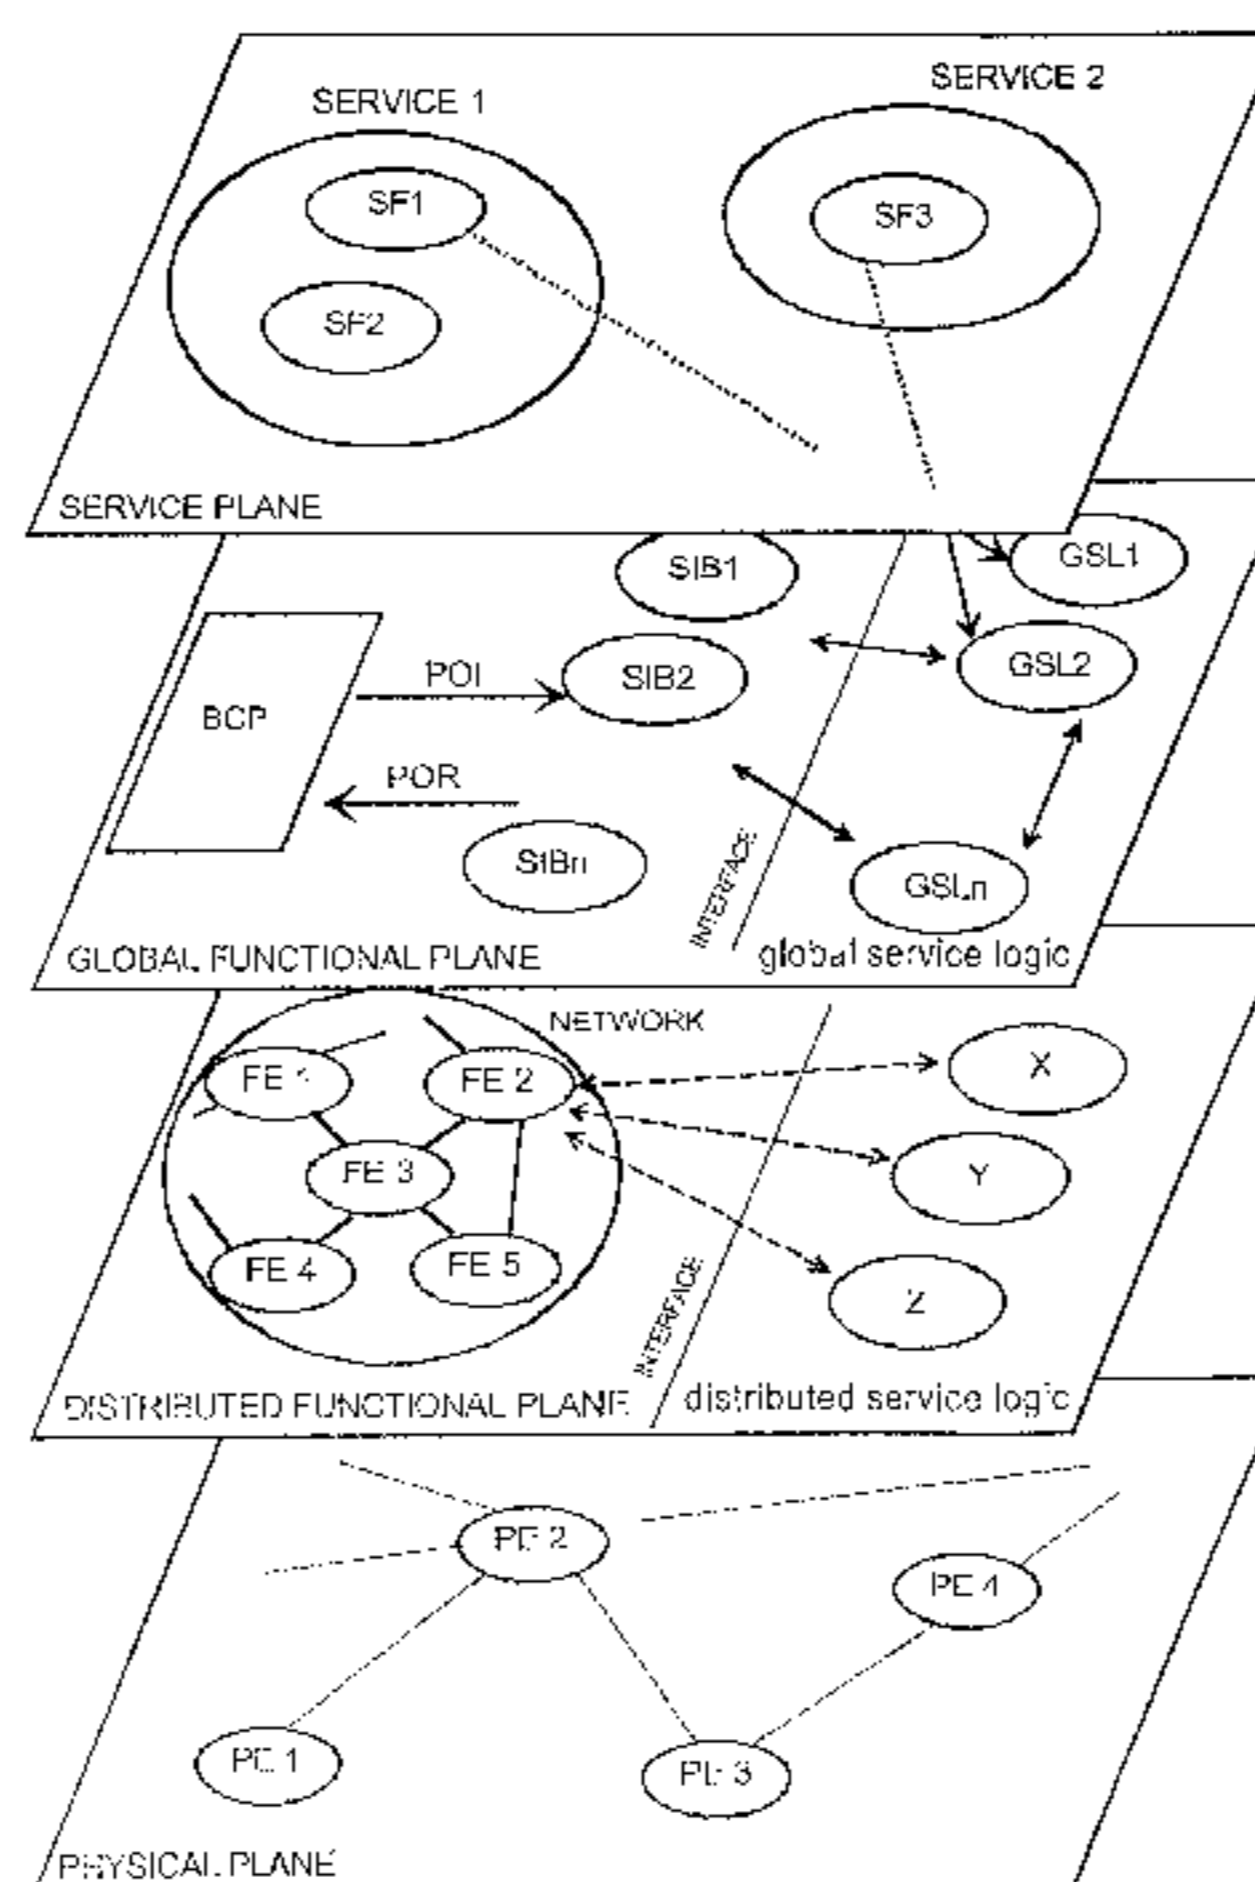 SERVICE 1
SERVICE 2
SF1
SF2
SF3
SERVICE PLANE
SIB1
GSL1
BCP
POI
SIB2
GSL2
POR
SIBn
INTERFACE
GSLn
GLOBAL FUNCTIONAL PLANE
global service logic
NETWORK
FE 1
FE 2
X
FE 3
Y
FE 4
FE 5
Z
INTERFACE
DISTRIBUTED FUNCTIONAL PLANE
distributed service logic
PE 2
PE 4
PE 1
PE 3
PHYSICAL PLANE